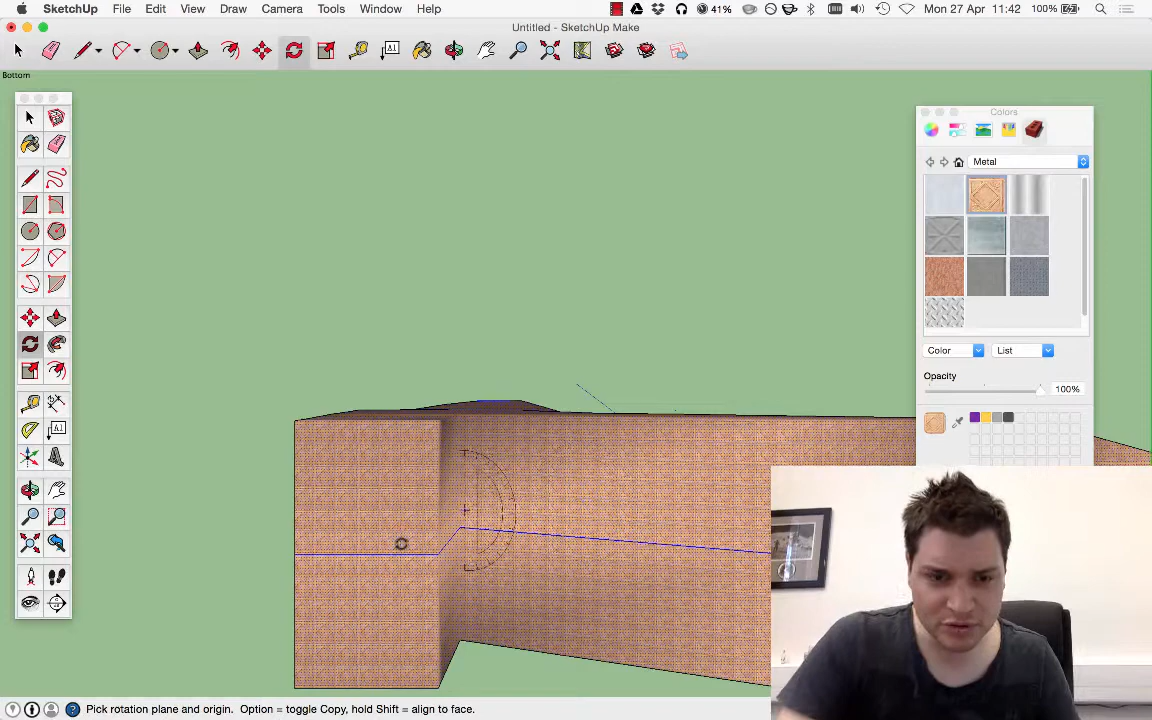 SketchUp File Edit View Draw Camera Tools Window Help 41% Mon 27 Apr 11:42 100%
Untitled - SketchUp Make
A1
Bottom
Colors
Metal
A1
Color List
Opacity
100%
Pick rotation plane and origin. Option = toggle Copy, hold Shift = align to face.